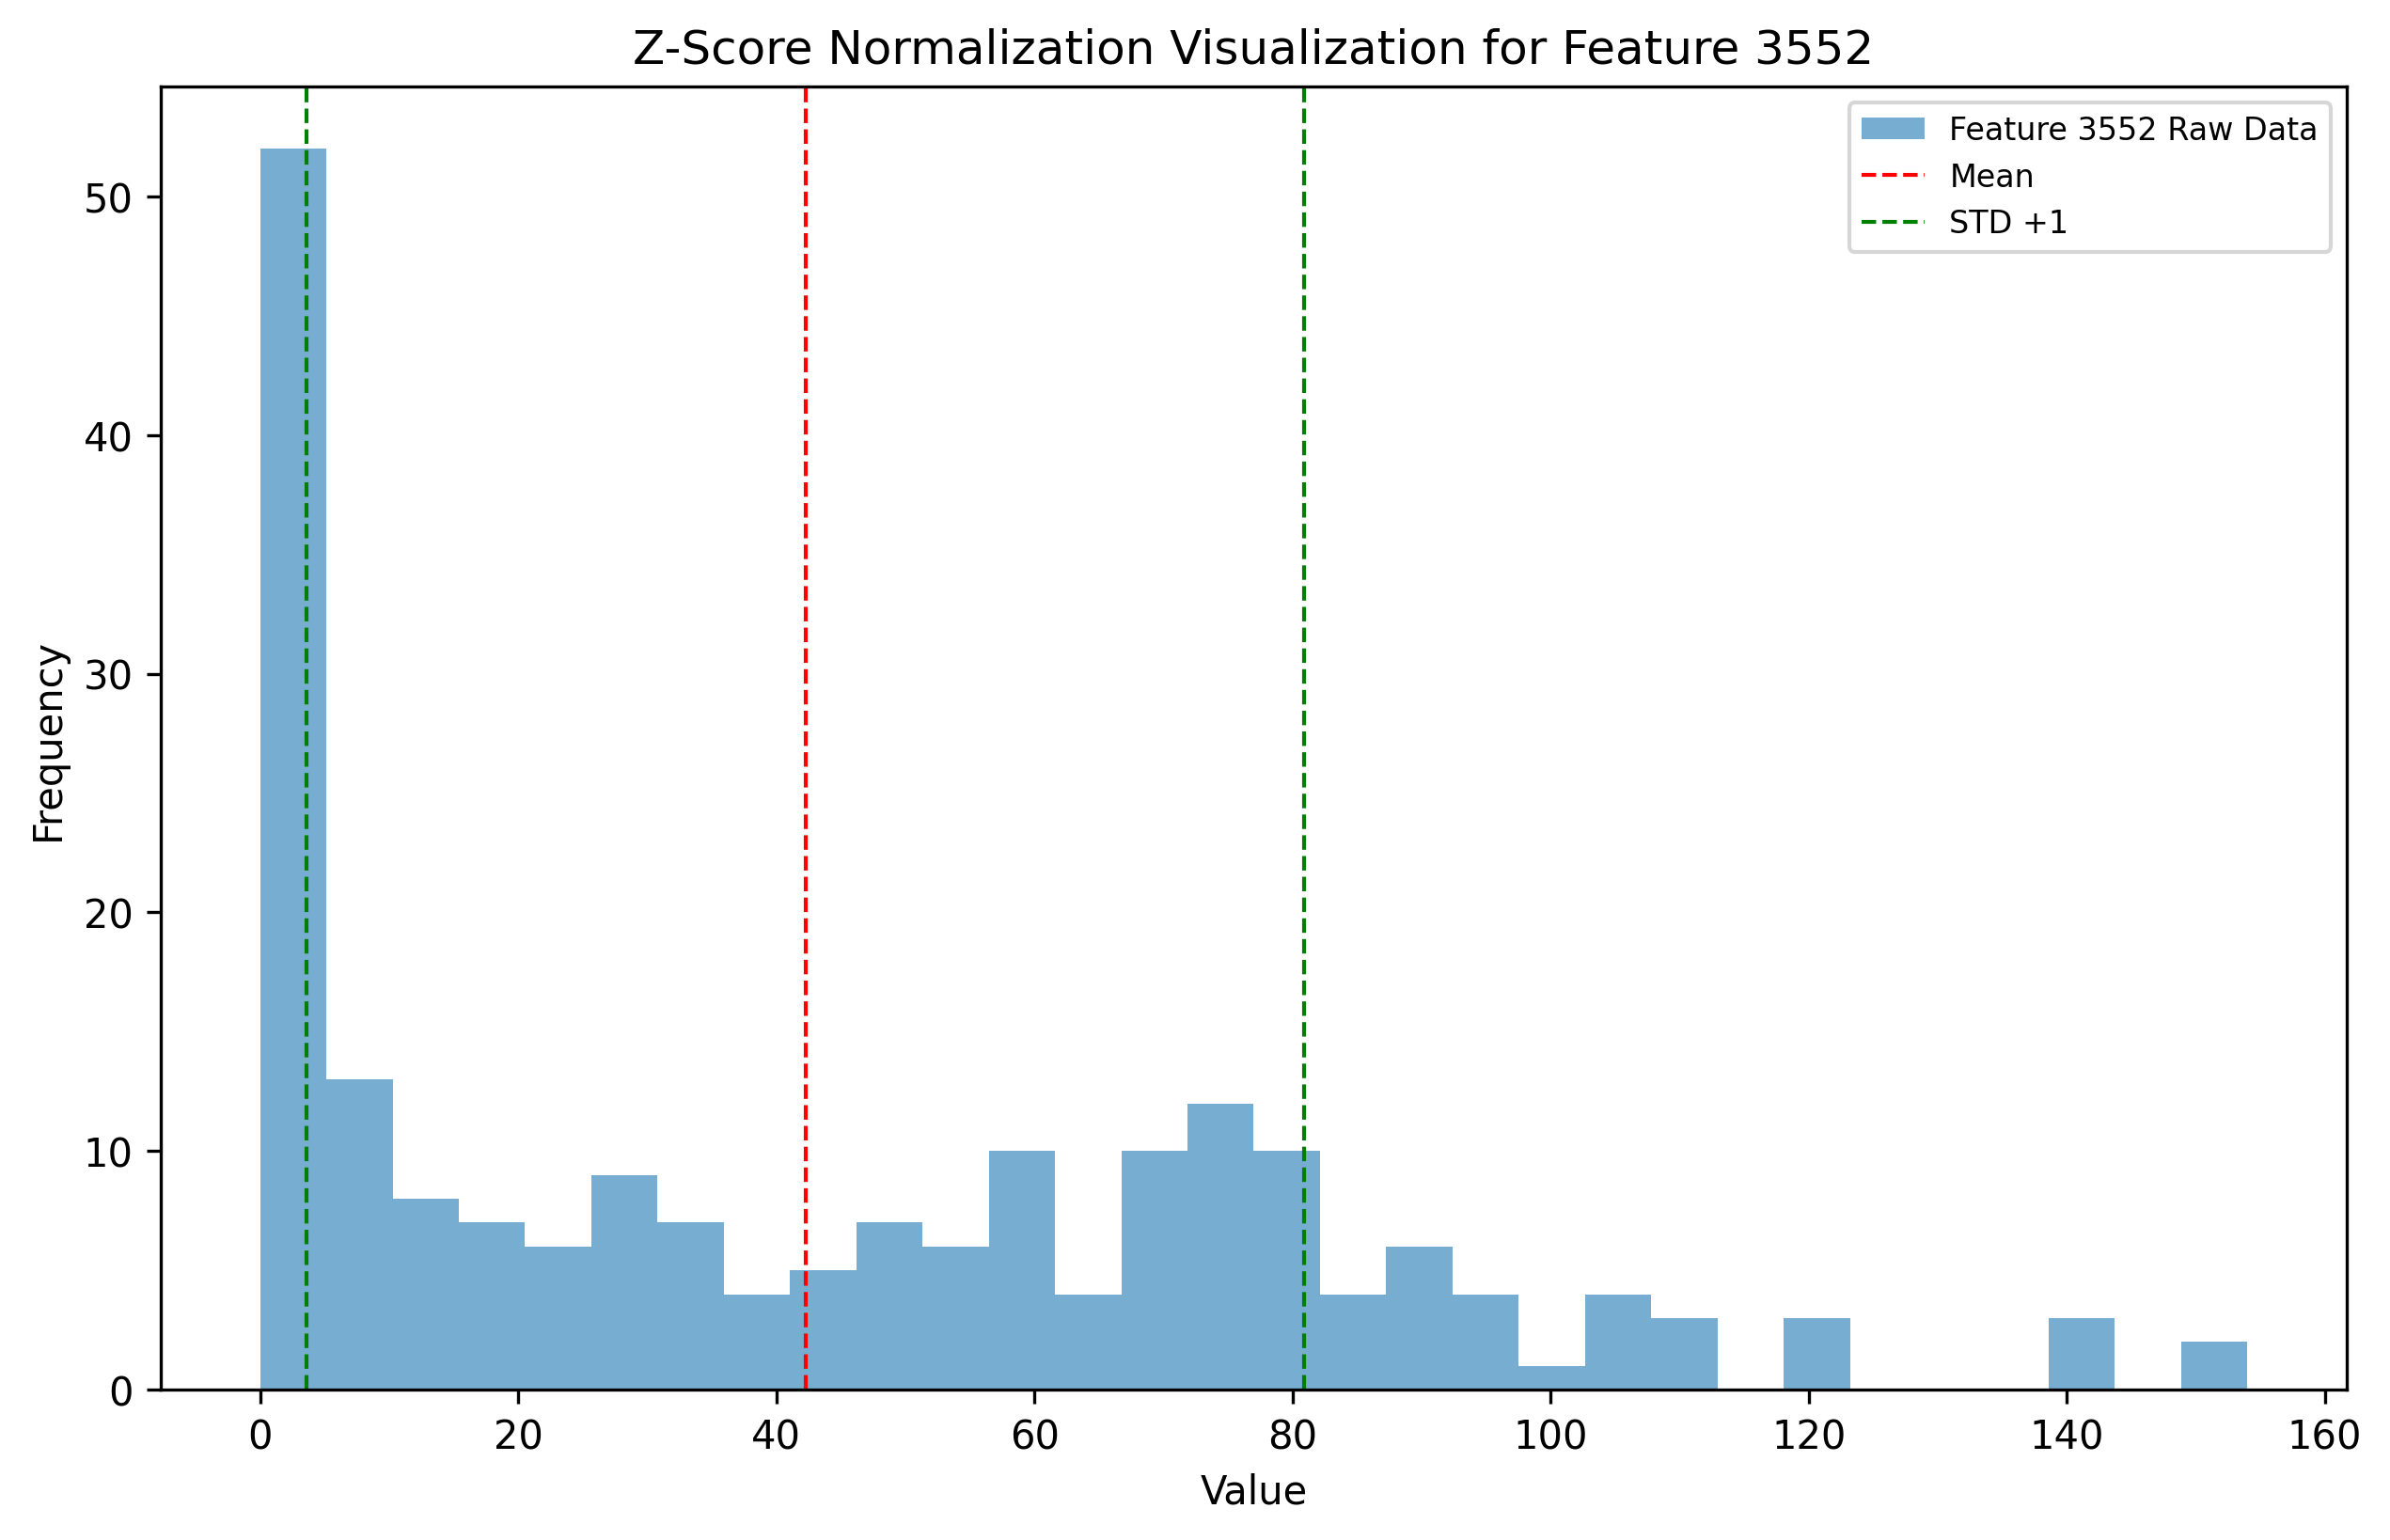 Z-Score Normalization Visualization for Feature 3552
Feature 3552 Raw Data
Mean
STD +1
50
40
30
20
10
0
Frequency
0 20 40 60 80 100 120 140 160
Value